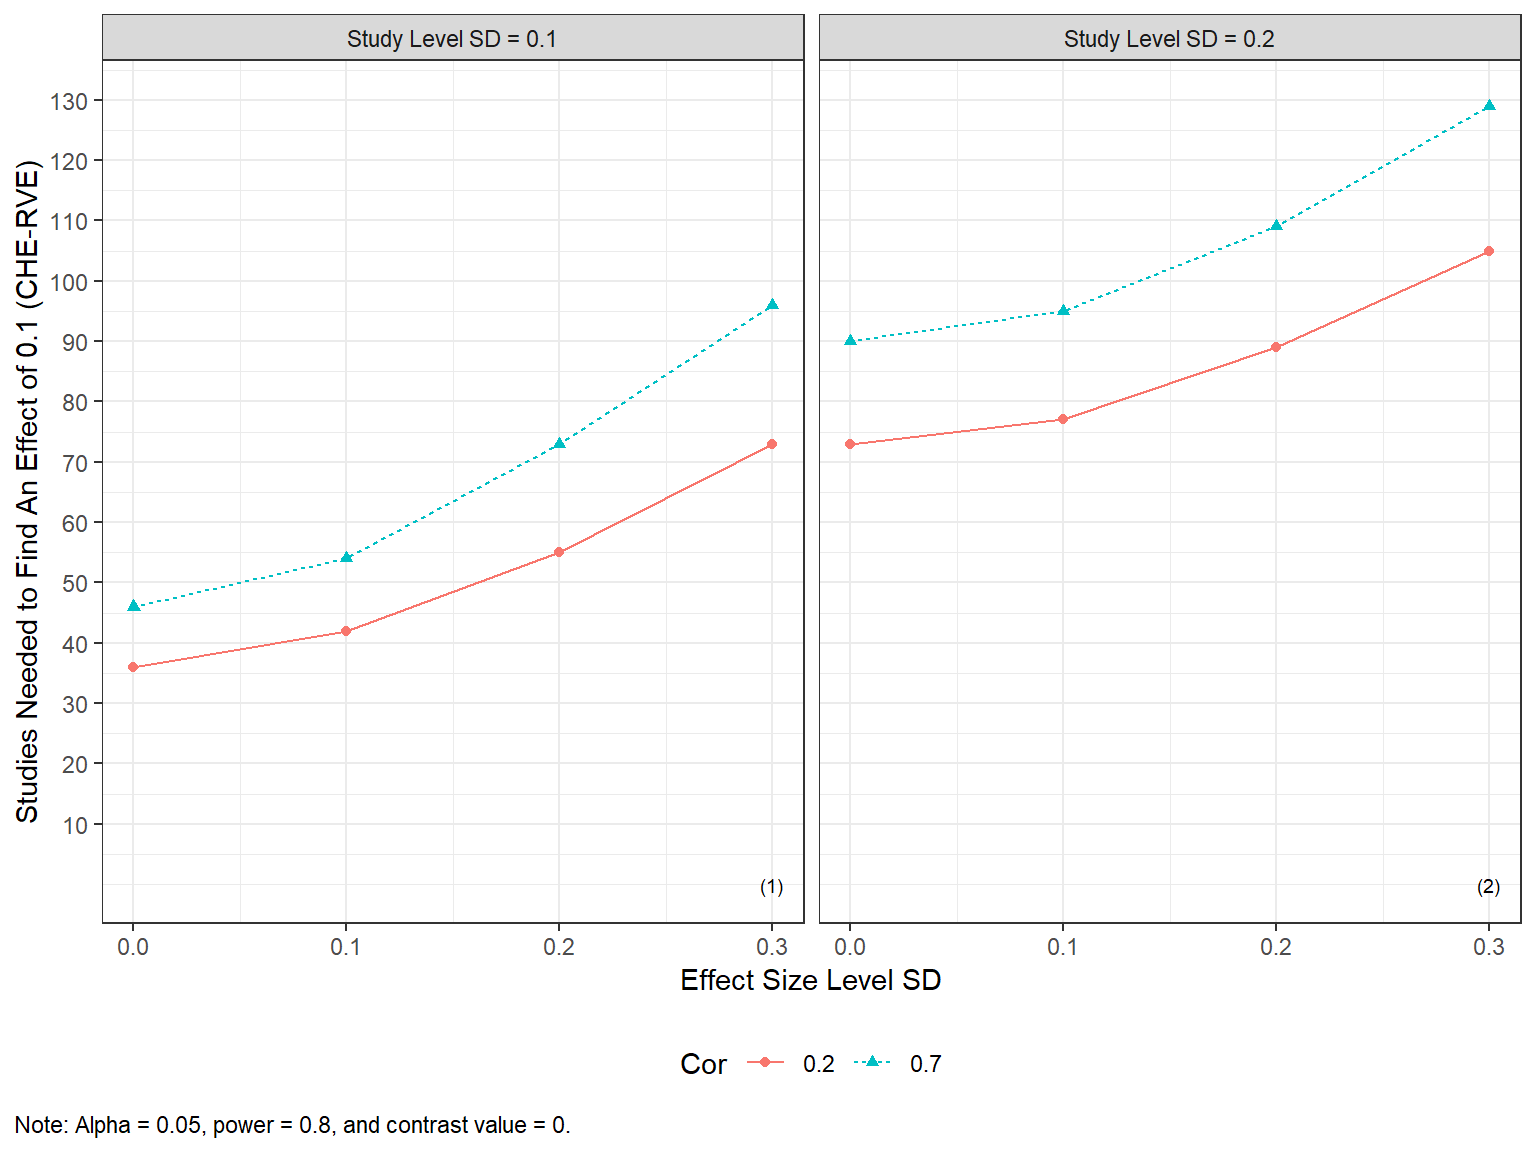 Study Level SD = 0.1
Study Level SD = 0.2
Studies Needed to Find An Effect of 0.1 (CHE-RVE)
130
120
110
100
90
80
70
60
50
40
30
20
10
(1)
(2)
0.0 0.1 0.2 0.3
0.0 0.1 0.2 0.3
Effect Size Level SD
Cor 0.2 0.7
Note: Alpha = 0.05, power = 0.8, and contrast value = 0.